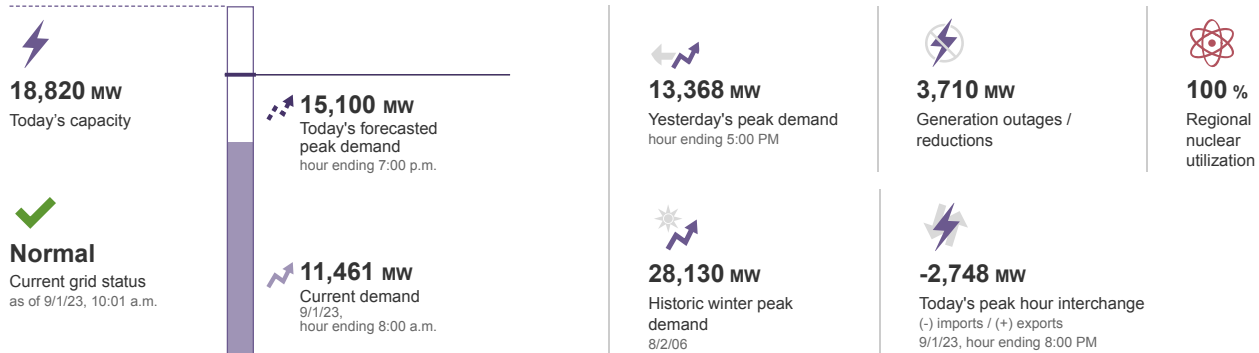 18,820 MW
Today's capacity
15,100 MW
Today's forecasted
peak demand
hour ending 7:00 p.m.
Normal
Current grid status
as of 9/1/23, 10:01 a.m.
11,461 MW
Current demand
9/1/23,
hour ending 8:00 a.m.
13,368 MW
Yesterday's peak demand
hour ending 5:00 PM
3,710 MW
Generation outages /
reductions
100 %
Regional
nuclear
utilization
28,130 MW
Historic winter peak
demand
8/2/06
-2,748 MW
Today's peak hour interchange
(-) imports / (+) exports
9/1/23, hour ending 8:00 PM